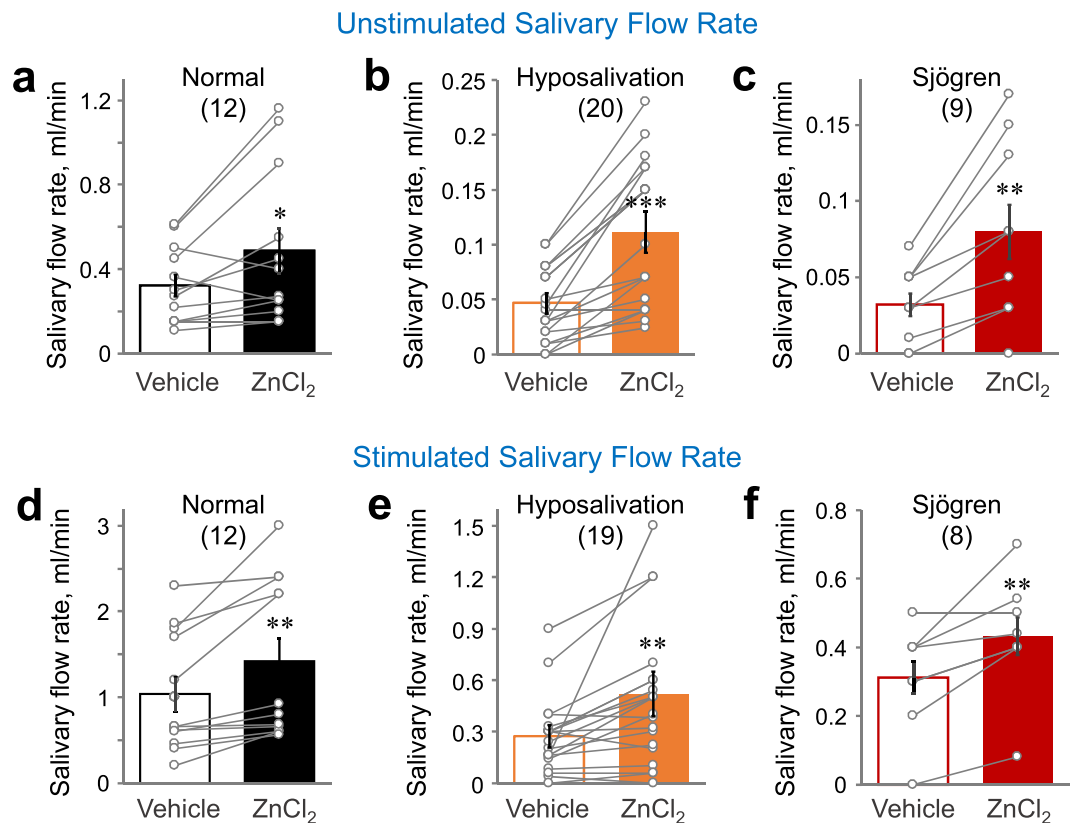 Unstimulated Salivary Flow Rate
a
Normal
(12)
Salivary flow rate, ml/min
1.2
0.8
0.4
0
*
Vehicle
ZnCl₂
b
Hyposalivation
(20)
Salivary flow rate, ml/min
0.25
0.2
0.15
0.1
0.05
0
***
Vehicle
ZnCl₂
c
Sjögren
(9)
Salivary flow rate, ml/min
0.15
0.1
0.05
0
**
Vehicle
ZnCl₂
Stimulated Salivary Flow Rate
d
Normal
(12)
Salivary flow rate, ml/min
3
2
1
0
**
Vehicle
ZnCl₂
e
Hyposalivation
(19)
Salivary flow rate, ml/min
1.5
1.2
0.9
0.6
0.3
0
**
Vehicle
ZnCl₂
f
Sjögren
(8)
Salivary flow rate, ml/min
0.8
0.6
0.4
0.2
0
**
Vehicle
ZnCl₂